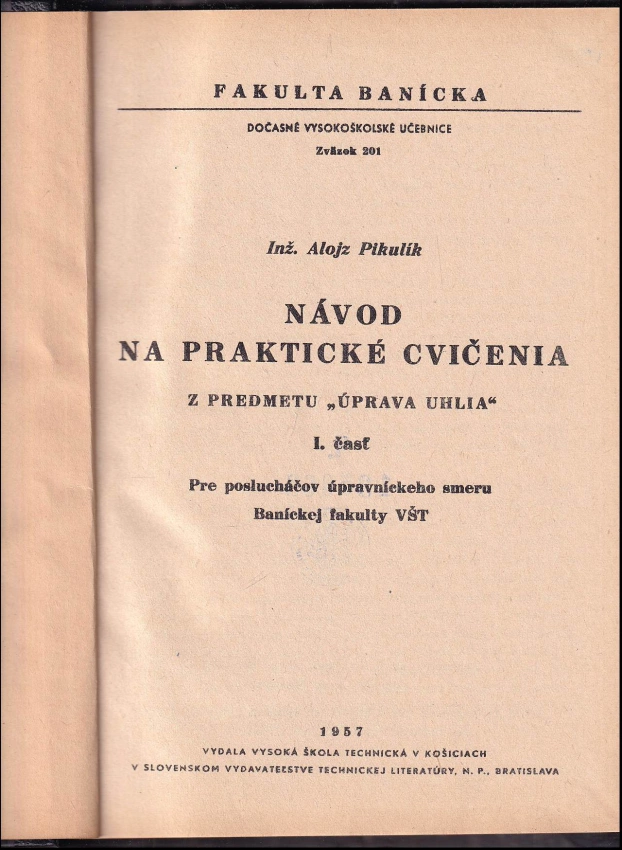 FAKULTA BANÍCKA
DOČASNÉ VYSOKOŠKOLSKÉ UČEBNICE
Zväzok 201
Inž. Alojz Pikulík
NÁVOD
NA PRAKTICKÉ CVIČENIA
Z PREDMETU „ÚPRAVA UHLIA“
I. časť
Pre poslucháčov úpravníckeho smeru
Baníckej fakulty VŠT
1957
VYDALA VYSOKÁ ŠKOLA TECHNICKÁ V KOŠICIACH
V SLOVENSKOM VYDAVATEĽSTVE TECHNICKEJ LITERATÚRY, N. P., BRATISLAVA